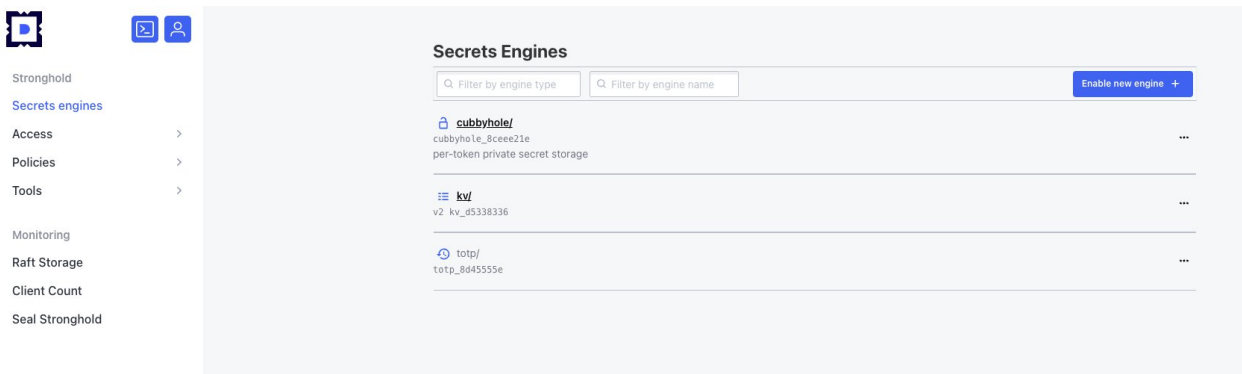 D
Stronghold
Secrets engines
Access
Policies
Tools
Monitoring
Raft Storage
Client Count
Seal Stronghold
Secrets Engines
Filter by engine type
Filter by engine name
Enable new engine +
cubbyhole/
cubbyhole_8ceee21e
per-token private secret storage
kv/
v2 kv_d5338336
totp/
totp_8d45555e